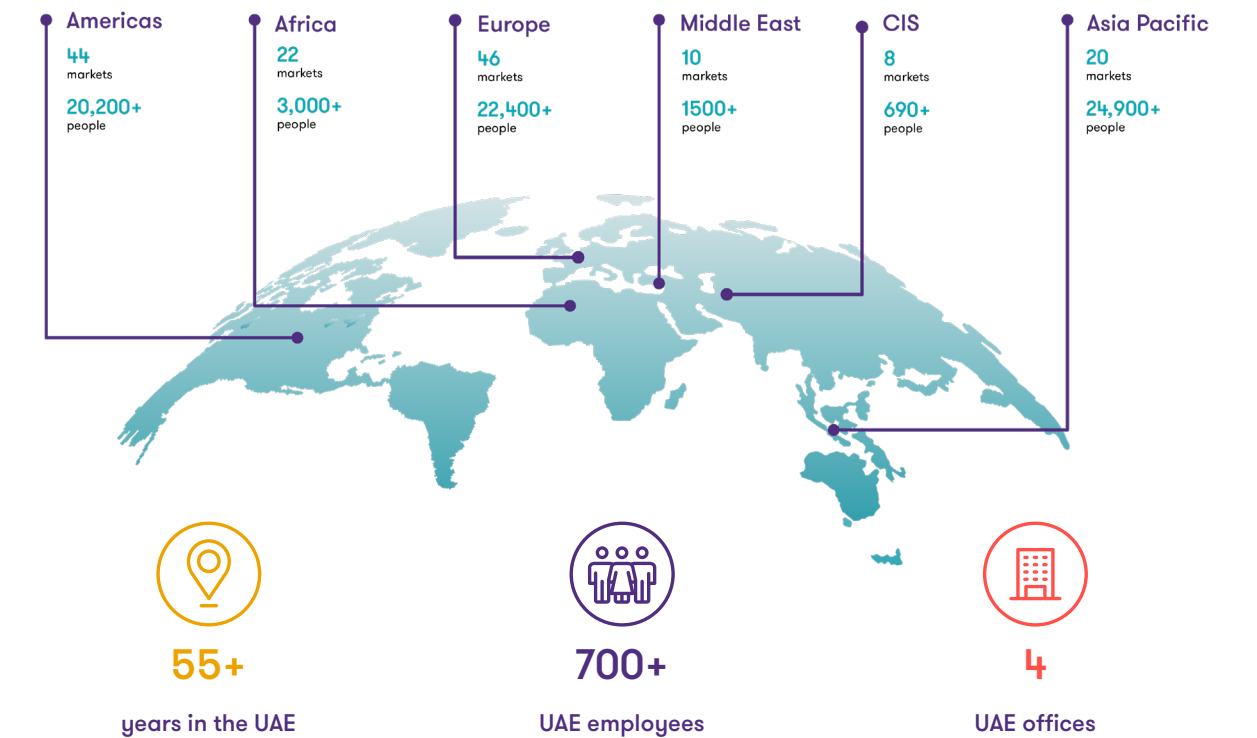 Americas
44
markets
20,200+
people
Africa
22
markets
3,000+
people
Europe
46
markets
22,400+
people
Middle East
10
markets
1500+
people
CIS
8
markets
690+
people
Asia Pacific
20
markets
24,900+
people
55+
years in the UAE
700+
UAE employees
4
UAE offices